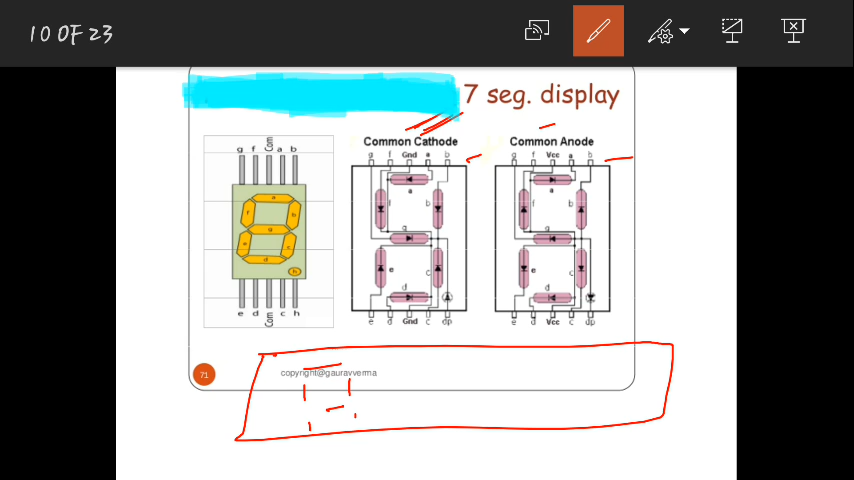 10 OF 23
7 seg. display
Common Cathode
Common Anode
g f Com a b
g f Gnd a b
g f Vcc a b
a
f b
g
e c
d
h
a
f b
g
e c
d
a
f b
g
e c
d
e d Com c h
e d Gnd c dp
e d Vcc c dp
71
copyright@gauravverma